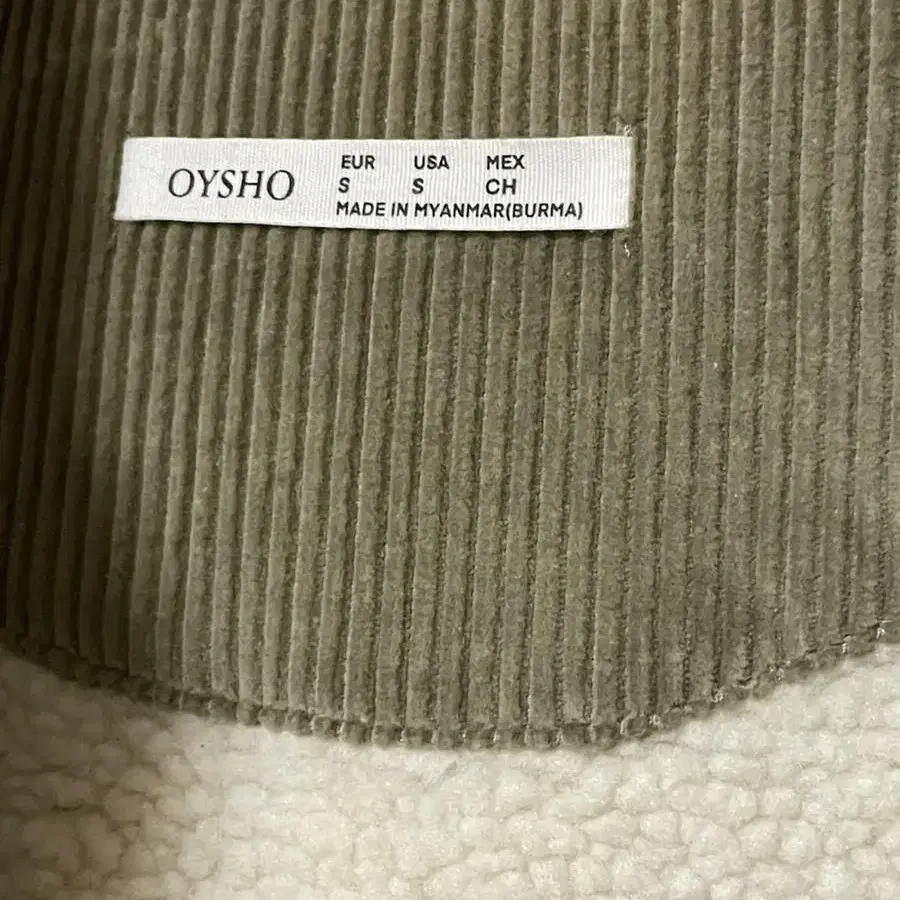 OYSHO
EUR USA MEX
S S CH
MADE IN MYANMAR(BURMA)